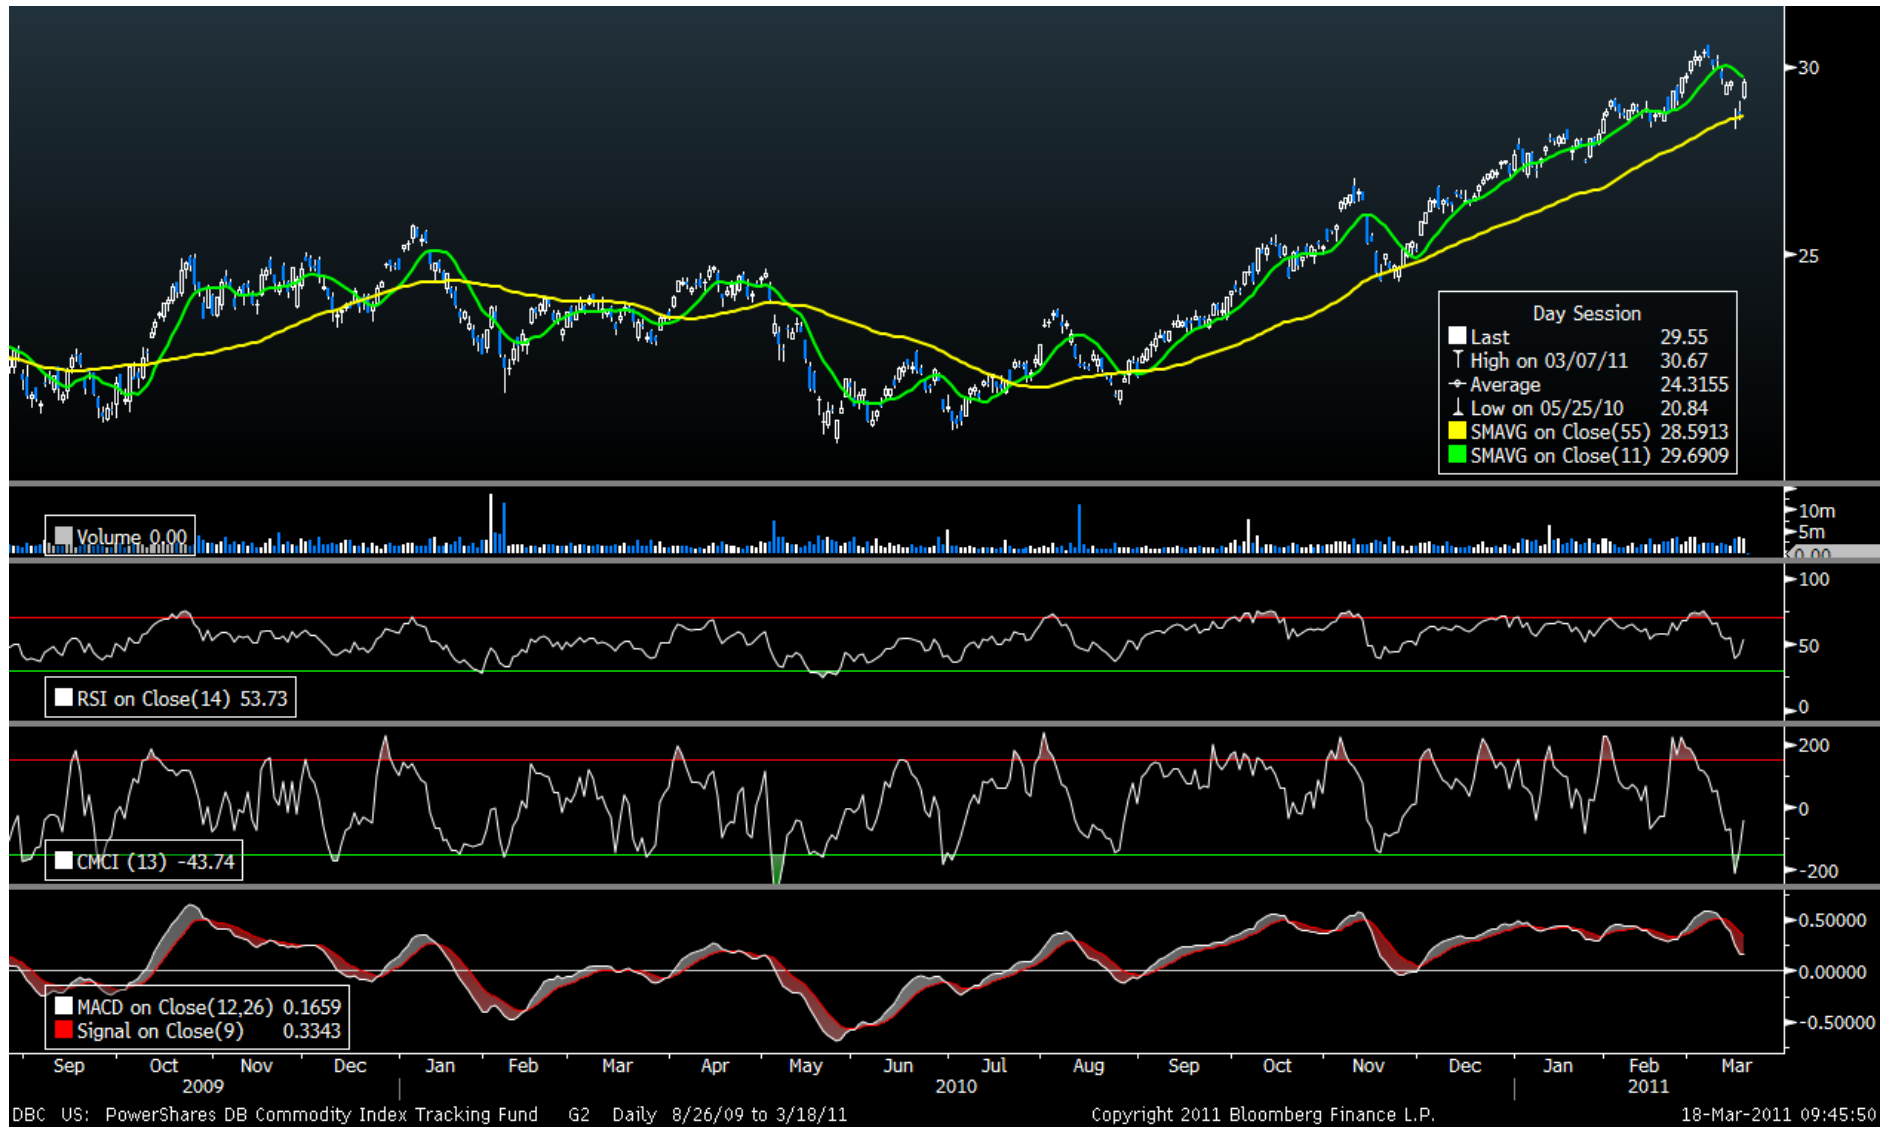 30
25
Day Session
Last 29.55
High on 03/07/11 30.67
Average 24.3155
Low on 05/25/10 20.84
SMAVG on Close(55) 28.5913
SMAVG on Close(11) 29.6909
10m
5m
0.00
Volume 0.00
100
50
0
RSI on Close(14) 53.73
200
0
-200
CMCI (13) -43.74
0.50000
0.00000
-0.50000
MACD on Close(12,26) 0.1659
Signal on Close(9) 0.3343
Sep Oct Nov Dec Jan Feb Mar Apr May Jun Jul Aug Sep Oct Nov Dec Jan Feb Mar
2009 2010 2011
DBC US: PowerShares DB Commodity Index Tracking Fund G2 Daily 8/26/09 to 3/18/11 Copyright 2011 Bloomberg Finance L.P. 18-Mar-2011 09:45:50